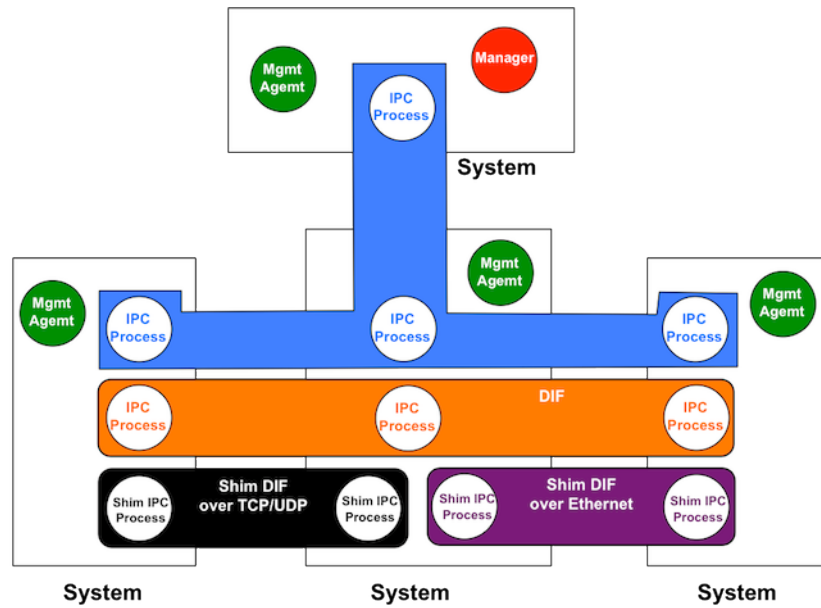 Manager
Mgmt
Agemt
IPC
Process
System
Mgmt
Agemt
Mgmt
Agemt
Mgmt
Agemt
IPC
Process
IPC
Process
IPC
Process
DIF
IPC
Process
IPC
Process
IPC
Process
Shim IPC
Process
Shim DIF
over TCP/UDP
Shim IPC
Process
Shim IPC
Process
Shim DIF
over Ethernet
Shim IPC
Process
System
System
System